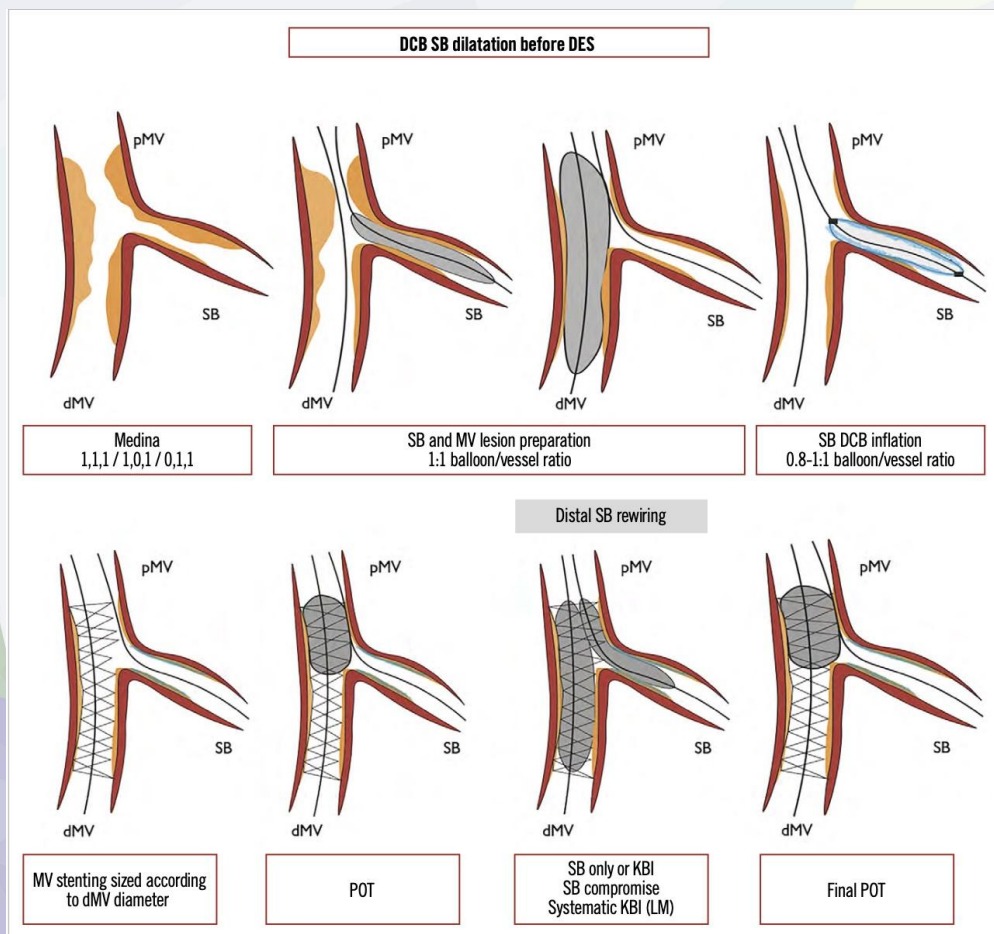 DCB SB dilatation before DES
pMV
SB
dMV
pMV
SB
pMV
SB
dMV
pMV
SB
Medina
1,1,1 / 1,0,1 / 0,1,1
SB and MV lesion preparation
1:1 balloon/vessel ratio
SB DCB inflation
0.8-1:1 balloon/vessel ratio
Distal SB rewiring
pMV
SB
dMV
pMV
SB
dMV
pMV
SB
dMV
pMV
SB
dMV
MV stenting sized according
to dMV diameter
POT
SB only or KBI
SB compromise
Systematic KBI (LM)
Final POT